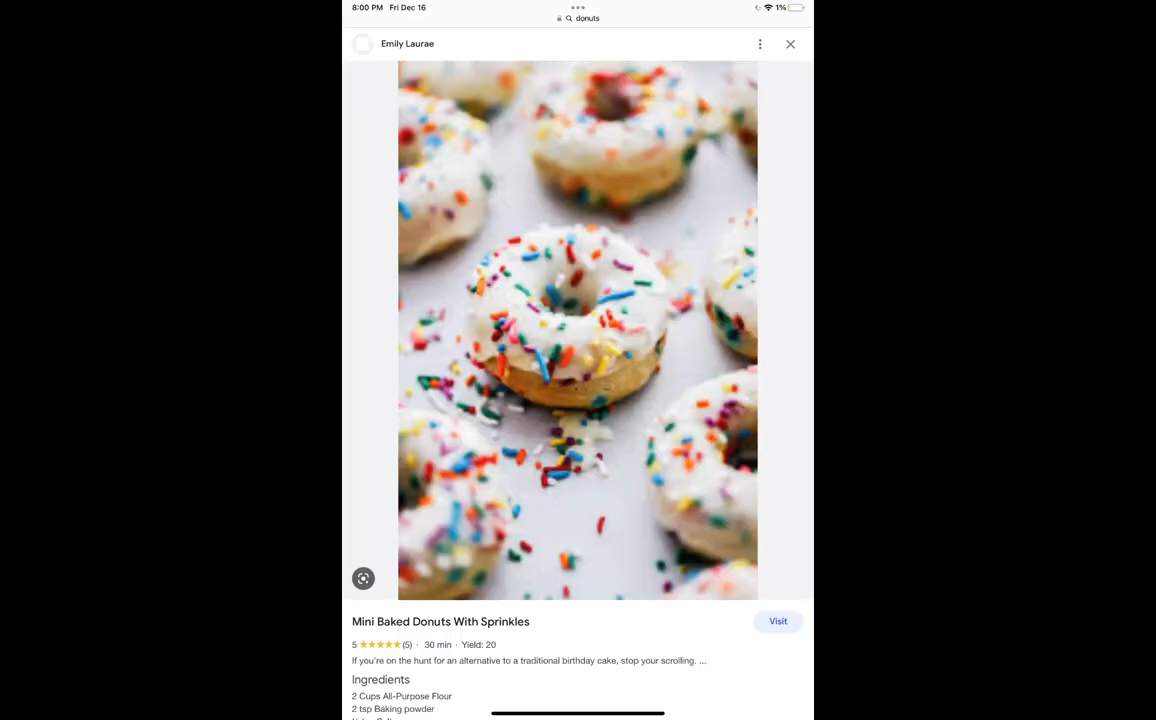 8:00 PM Fri Dec 16
1%
donuts
Emily Laurae
Mini Baked Donuts With Sprinkles
Visit
5 ★★★★★(5) · 30 min · Yield: 20
If you're on the hunt for an alternative to a traditional birthday cake, stop your scrolling. ...
Ingredients
2 Cups All-Purpose Flour
2 tsp Baking powder